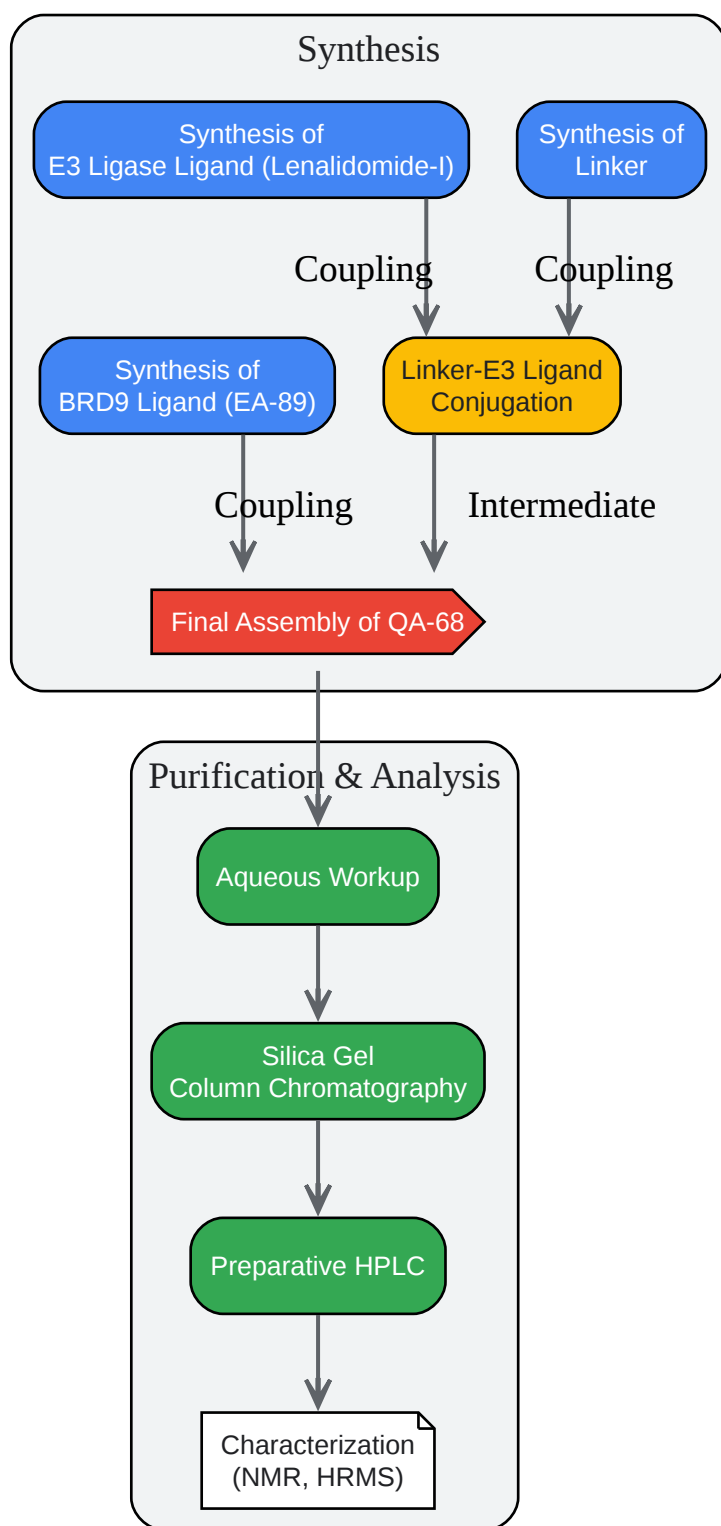 Synthesis
Synthesis of
E3 Ligase Ligand (Lenalidomide-I)
Synthesis of
Linker
Coupling
Coupling
Synthesis of
BRD9 Ligand (EA-89)
Linker-E3 Ligand
Conjugation
Coupling
Intermediate
Final Assembly of QA-68
Purification & Analysis
Aqueous Workup
Silica Gel
Column Chromatography
Preparative HPLC
Characterization
(NMR, HRMS)